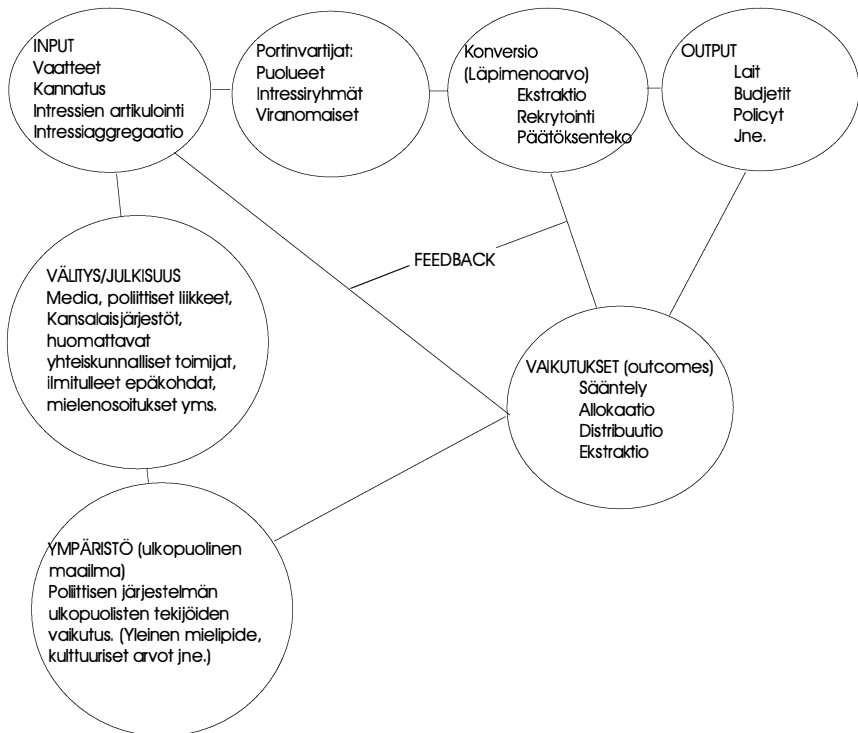 INPUT
Vaatteet
Kannatus
Intressien artikulointi
Intressiaggregaatio
Portinvartijat:
Puolueet
Intressiryhmät
Viranomaiset
Konversio
(Läpimenoarvo)
Ekstraktio
Rekrytointi
Päätöksenteko
OUTPUT
Lait
Budjetit
Policyt
Jne.
FEEDBACK
VÄLITYS/JULKISUUS
Media, poliittiset liikkeet,
Kansalaisjärjestöt,
huomattavat
yhteiskunnalliset toimijat,
ilmitulleet epäkohdat,
mielenosoitukset yms.
VAIKUTUKSET (outcomes)
Sääntely
Allokaatio
Distribuutio
Ekstraktio
YMPÄRISTÖ (ulkopuolinen
maailma)
Poliittisen järjestelmän
ulkopuolisten tekijöiden
vaikutus. (Yleinen mielipide,
kulttuuriset arvot jne.)